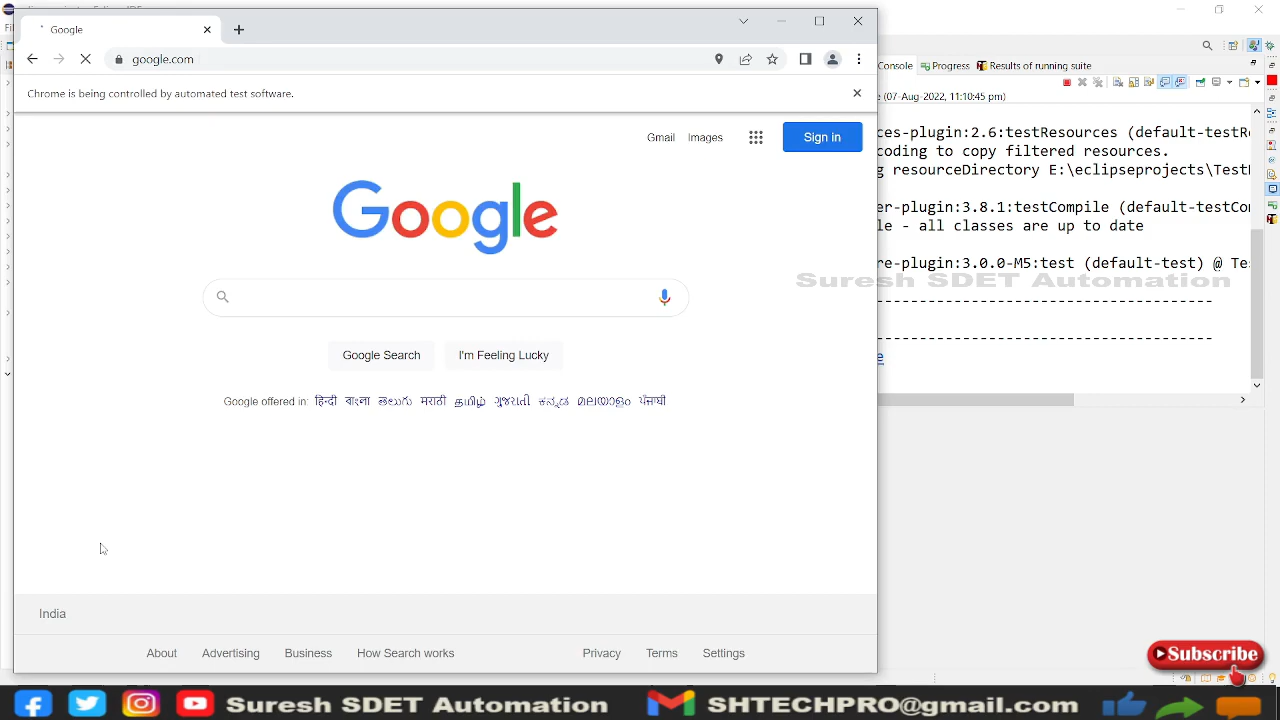 Google
google.com
Chrome is being controlled by automated test software.
Gmail Images Sign in
Google
Google Search I'm Feeling Lucky
Google offered in: हिन्दी বাংলা తెలుగు मराठी தமிழ் ગુજરાતી ಕನ್ನಡ മലയാളം ਪੰਜਾਬੀ
India
About Advertising Business How Search works Privacy Terms Settings
Console Progress Results of running suite
(07-Aug-2022, 11:10:45 pm)
ces-plugin:2.6:testResources (default-testRe
coding to copy filtered resources.
g resourceDirectory E:\eclipseprojects\Test
er-plugin:3.8.1:testCompile (default-testCom
le - all classes are up to date
re-plugin:3.0.0-M5:test (default-test) @ Tes
Suresh SDET Automation
-----------------------------------------
-----------------------------------------
e
Subscribe
Suresh SDET Automation SHTECHPRO@gmail.com